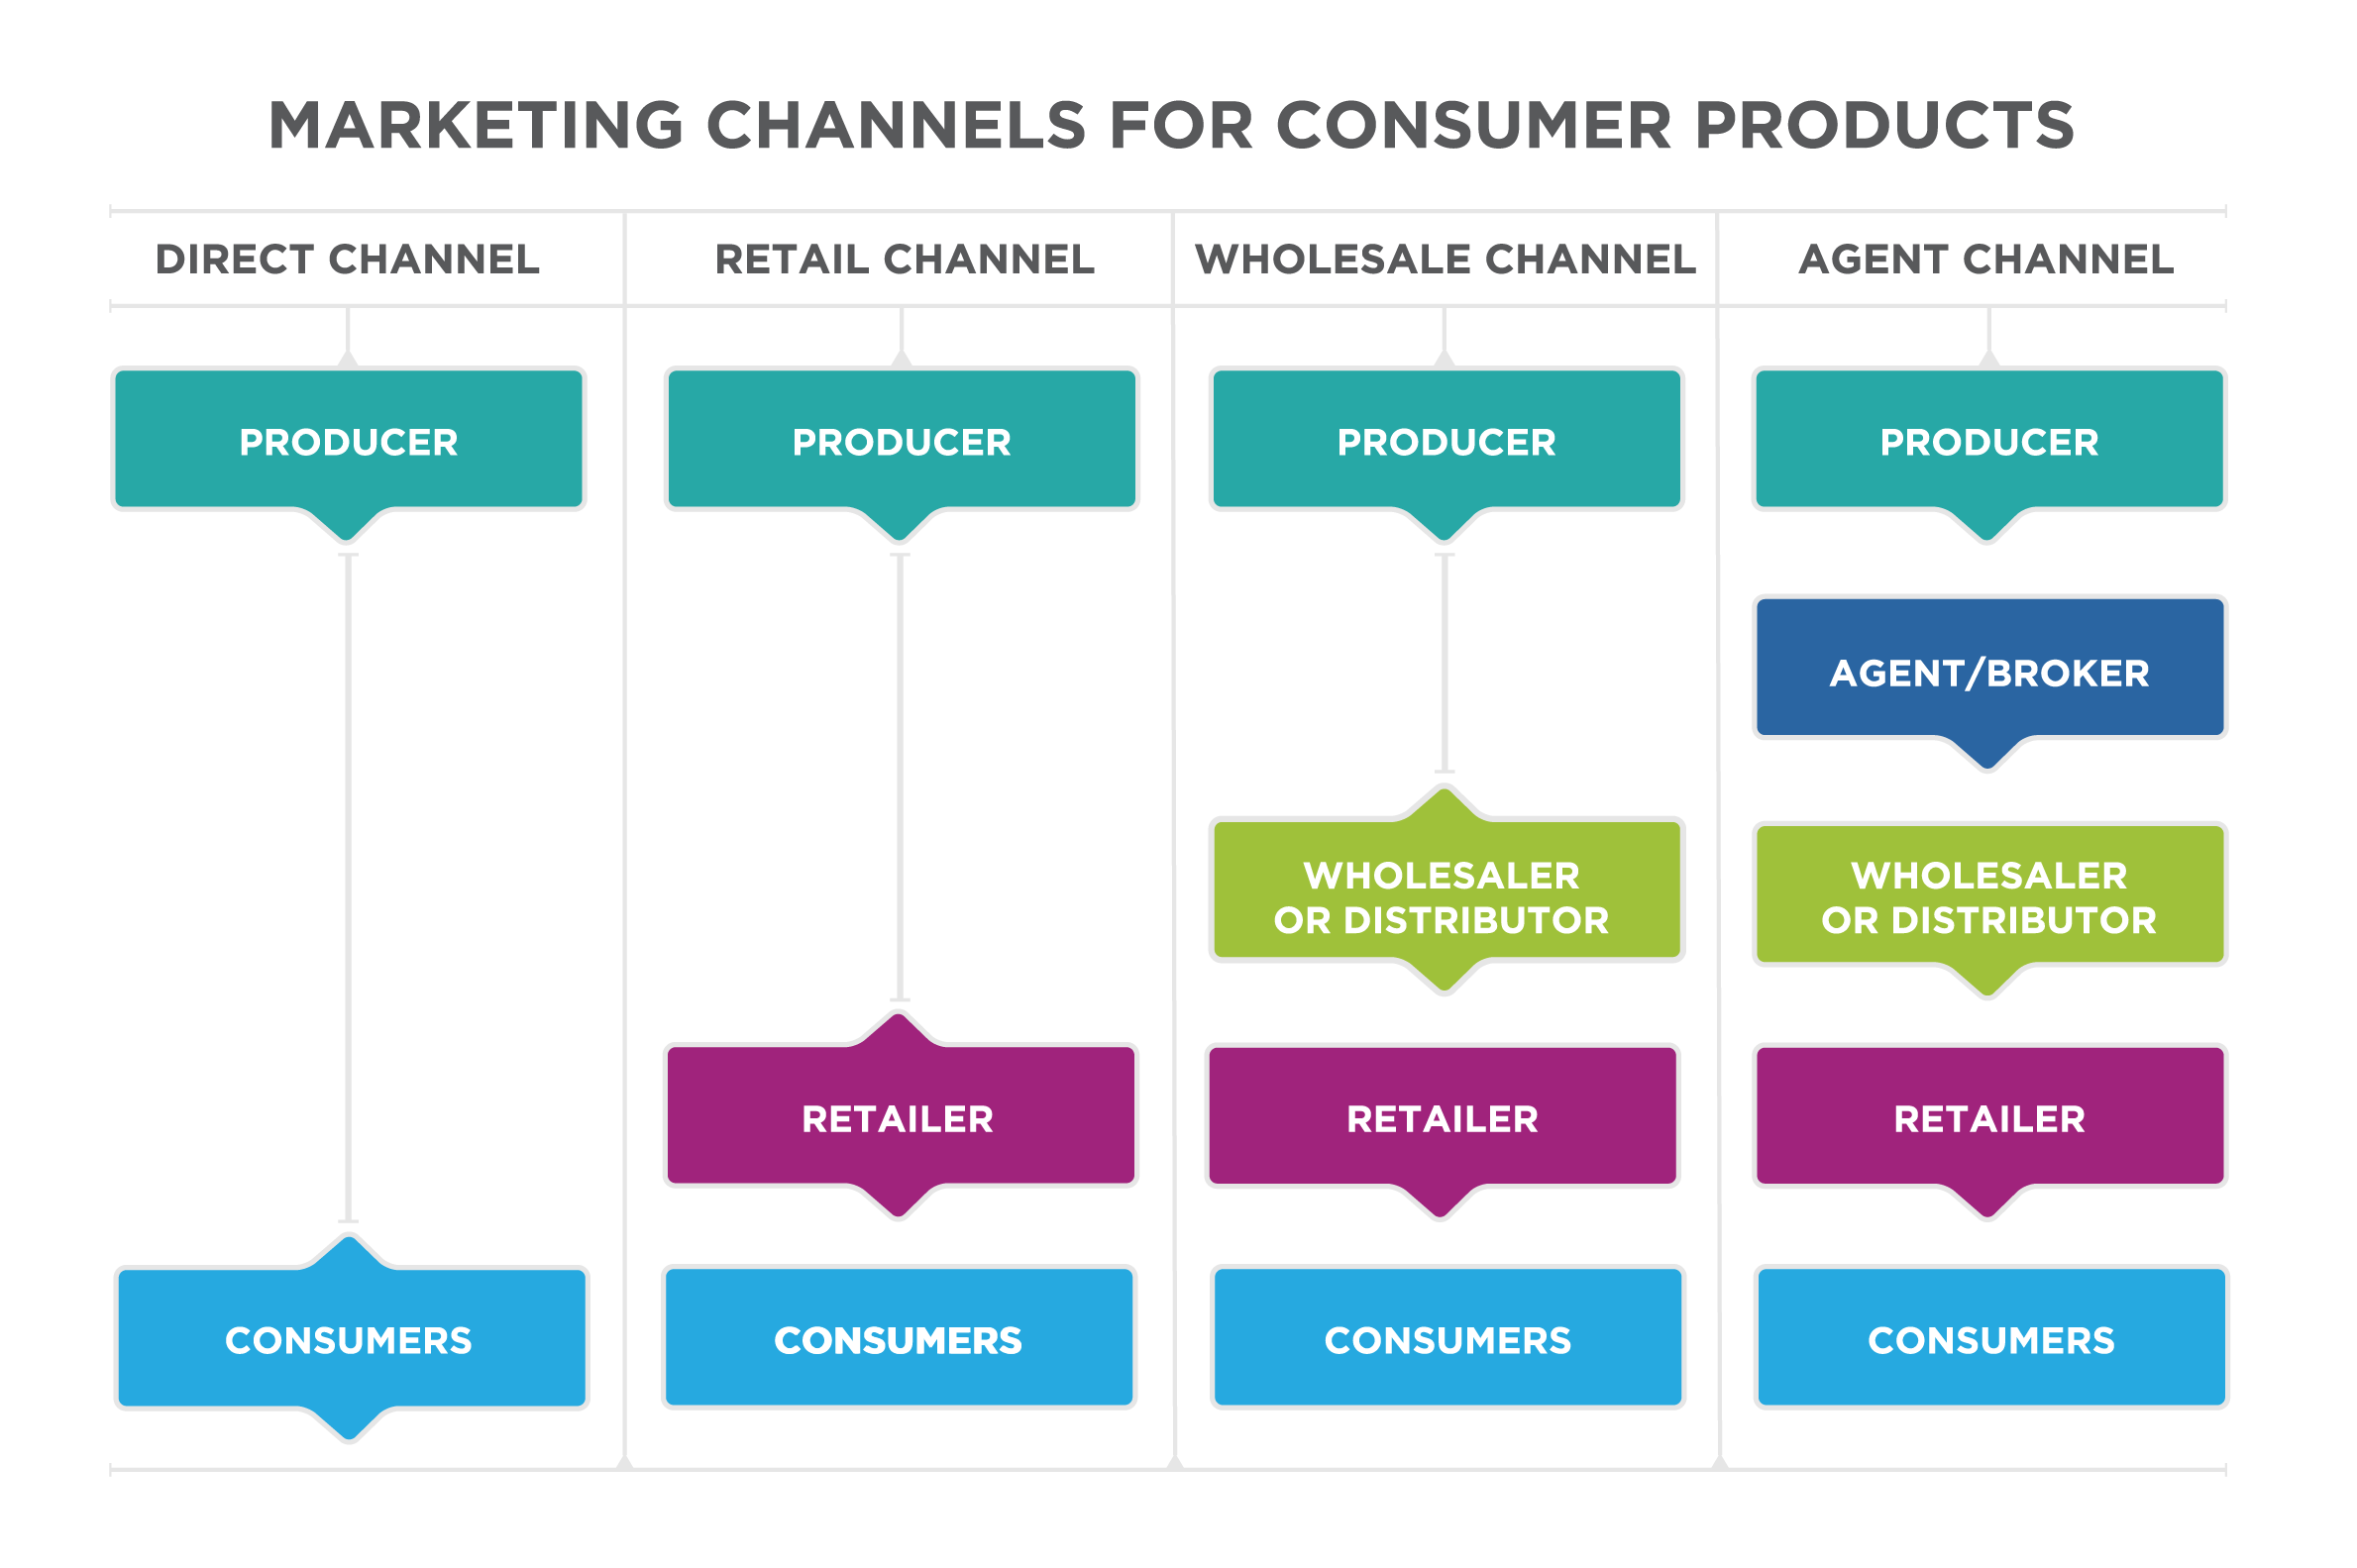 MARKETING CHANNELS FOR CONSUMER PRODUCTS
DIRECT CHANNEL
RETAIL CHANNEL
WHOLESALE CHANNEL
AGENT CHANNEL
PRODUCER
PRODUCER
PRODUCER
PRODUCER
AGENT/BROKER
WHOLESALER
OR DISTRIBUTOR
WHOLESALER
OR DISTRIBUTOR
RETAILER
RETAILER
RETAILER
CONSUMERS
CONSUMERS
CONSUMERS
CONSUMERS